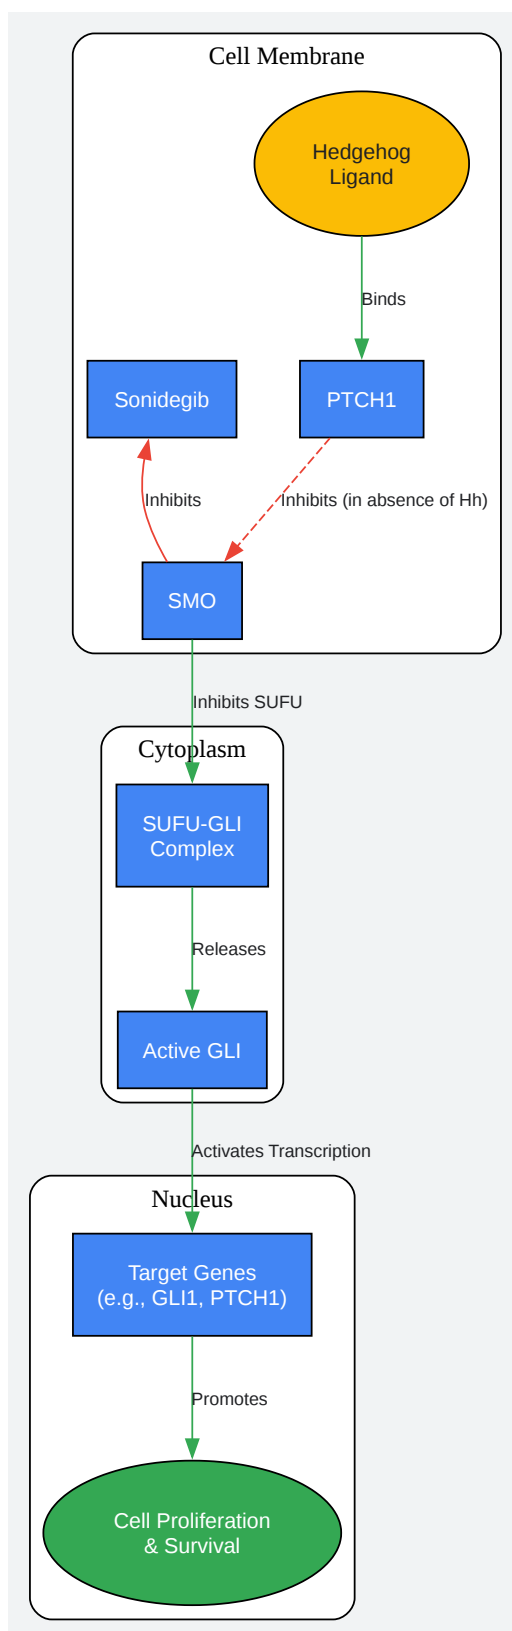 Cell Membrane
Hedgehog
Ligand
Binds
Sonidegib
PTCH1
Inhibits
Inhibits (in absence of Hh)
SMO
Inhibits SUFU
Cytoplasm
SUFU-GLI
Complex
Releases
Active GLI
Activates Transcription
Nucleus
Target Genes
(e.g., GLI1, PTCH1)
Promotes
Cell Proliferation
& Survival